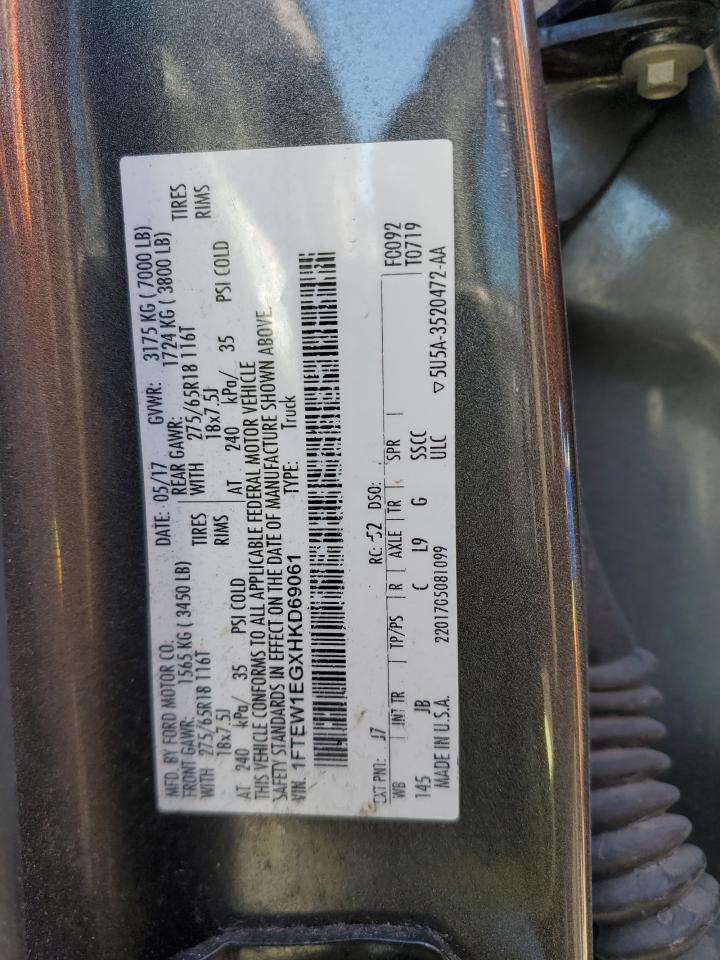 MFD. BY FORD MOTOR CO. DATE: 05/17 GVWR: 3175 KG ( 7000 LB)
FRONT GAWR: 1565 KG ( 3450 LB) REAR GAWR: 1724 KG ( 3800 LB)
WITH 275/65R18 116T TIRES WITH 275/65R18 116T TIRES
18x7.5J RIMS 18x7.5J RIMS
AT 240 kPa/ 35 PSI COLD AT 240 kPa/ 35 PSI COLD
THIS VEHICLE CONFORMS TO ALL APPLICABLE FEDERAL MOTOR VEHICLE
SAFETY STANDARDS IN EFFECT ON THE DATE OF MANUFACTURE SHOWN ABOVE.
VIN: 1FTEW1EGXHKD69061 TYPE: Truck
EXT PNT: J7 RC: 52 DSO: F0092
WB INT TR TP/PS R AXLE TR SPR T0719
145 JB C L9 G SSCC
MADE IN U.S.A. 2201705081099 ULC ▽ 5U5A-3520472-AA